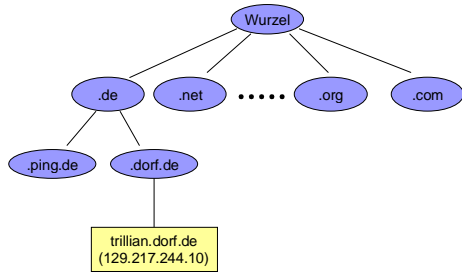 Wurzel
.de
.net
.org
.com
.ping.de
.dorf.de
trillian.dorf.de
(129.217.244.10)